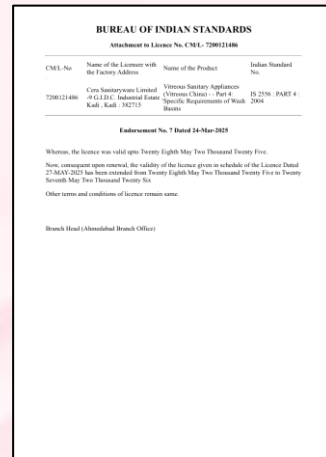 BUREAU OF INDIAN STANDARDS
Attachment to Licence No. CM/L- 7200121486
CM/L-No
Name of the Licensee with
the Factory Address
Name of the Product
Indian Standard
No.
7200121486
Cera Sanitaryware Limited
-9 G.I.D.C. Industrial Estate
Kadi , Kadi : 382715
Vitreous Sanitary Appliances
(Vitreous China) - - Part 4:
Specific Requirements of Wash
Basins
IS 2556 : PART 4 :
2004
Endorsement No. 7 Dated 24-Mar-2025
Whereas, the licence was valid upto Twenty Eighth May Two Thousand Twenty Five.
Now, consequent upon renewal, the validity of the licence given in schedule of the Licence Dated
27-MAY-2025 has been extended from Twenty Eighth May Two Thousand Twenty Five to Twenty
Seventh May Two Thousand Twenty Six
Other terms and conditions of licence remain same.
Branch Head (Ahmedabad Branch Office)